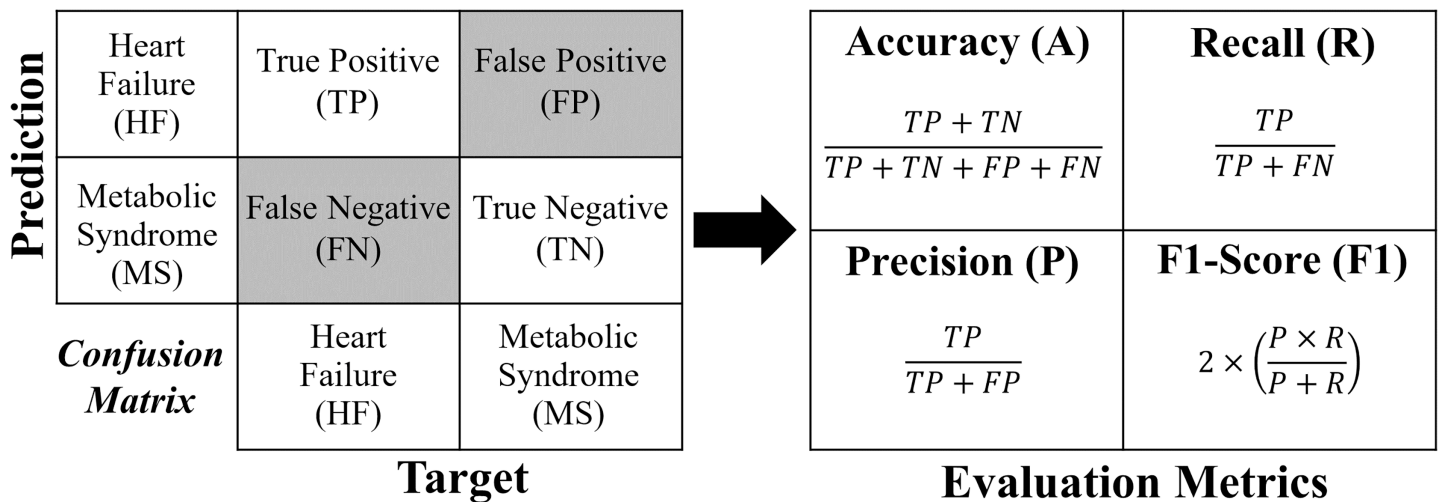 Prediction
Heart
Failure
(HF)
True Positive
(TP)
False Positive
(FP)
Metabolic
Syndrome
(MS)
False Negative
(FN)
True Negative
(TN)
Confusion
Matrix
Heart
Failure
(HF)
Metabolic
Syndrome
(MS)
Target
Accuracy (A)
TP + TN
TP + TN + FP + FN
Recall (R)
TP
TP + FN
Precision (P)
TP
TP + FP
F1-Score (F1)
2 × (P × R
P + R)
Evaluation Metrics